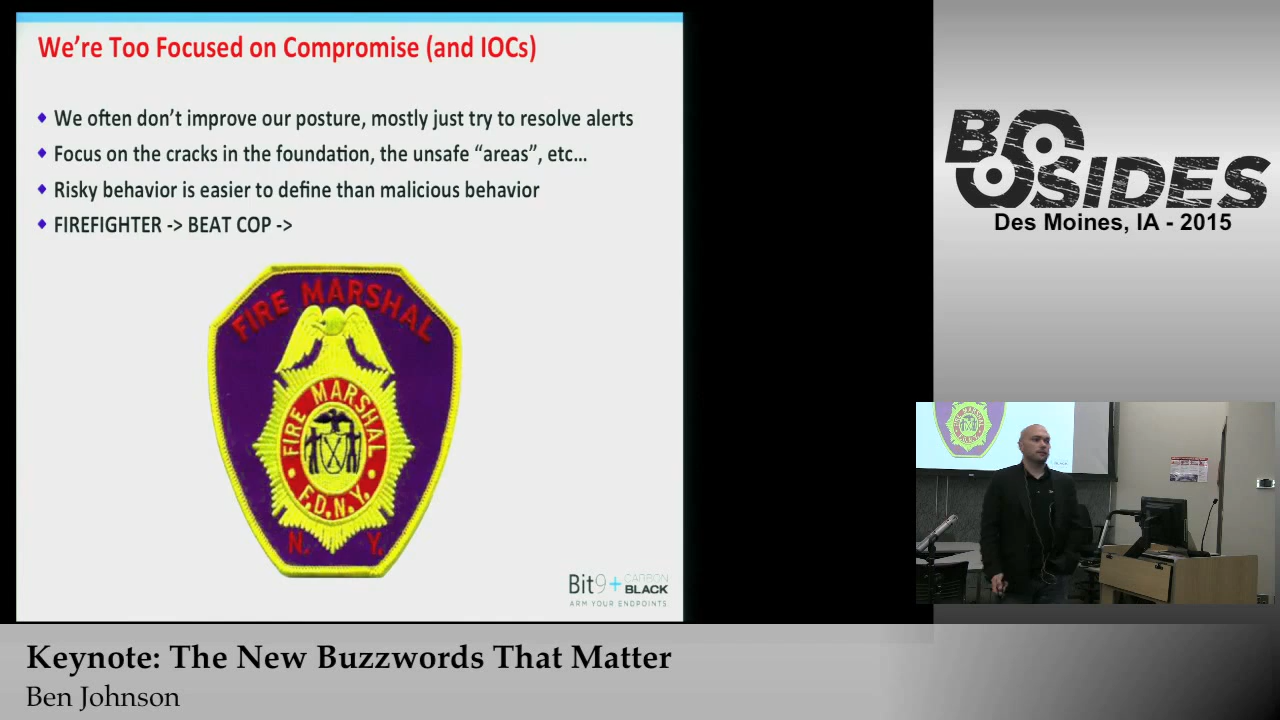 We're Too Focused on Compromise (and IOCs)
We often don't improve our posture, mostly just try to resolve alerts
Focus on the cracks in the foundation, the unsafe "areas", etc...
Risky behavior is easier to define than malicious behavior
FIREFIGHTER -> BEAT COP ->
FIRE MARSHAL
FIRE MARSHAL
F.D.N.Y.
N. Y.
Bit9+ CARBON BLACK
ARM YOUR ENDPOINTS
BSIDES
Des Moines, IA - 2015
Keynote: The New Buzzwords That Matter
Ben Johnson